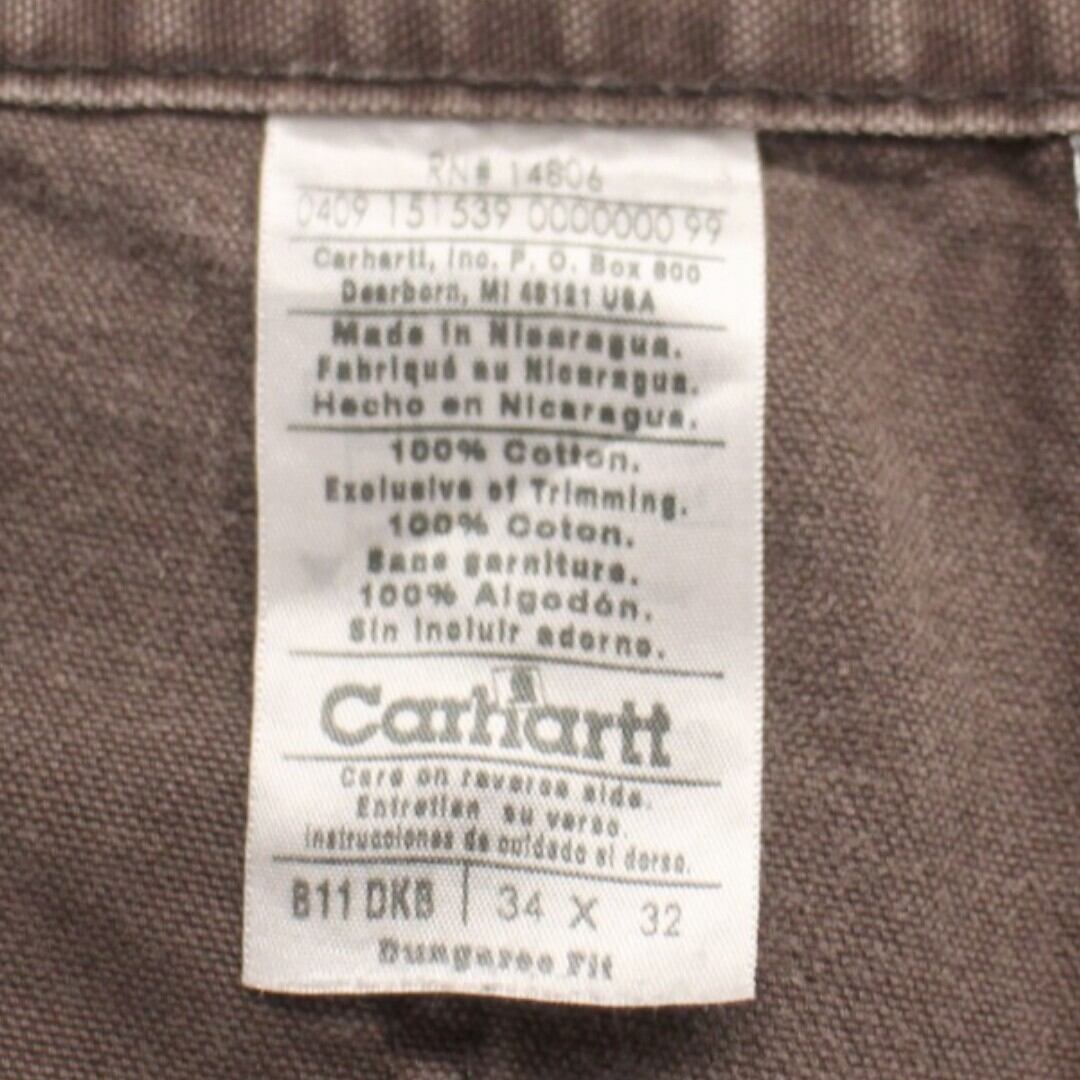 RN# 14806
0409 151539 0000000 99
Carhartt, Inc. P. O. Box 600
Dearborn, MI 48121 USA
Made in Nicaragua.
Fabriqué au Nicaragua.
Hecho en Nicaragua.
100% Cotton.
Exclusive of Trimming.
100% Coton.
Sans garniture.
100% Algodón.
Sin incluir adorno.
Carhartt
Care on reverse side.
Entretien su verso.
Instrucciones de cuidado al dorso.
B11 DKB | 34 X 32
Dungaree Fit